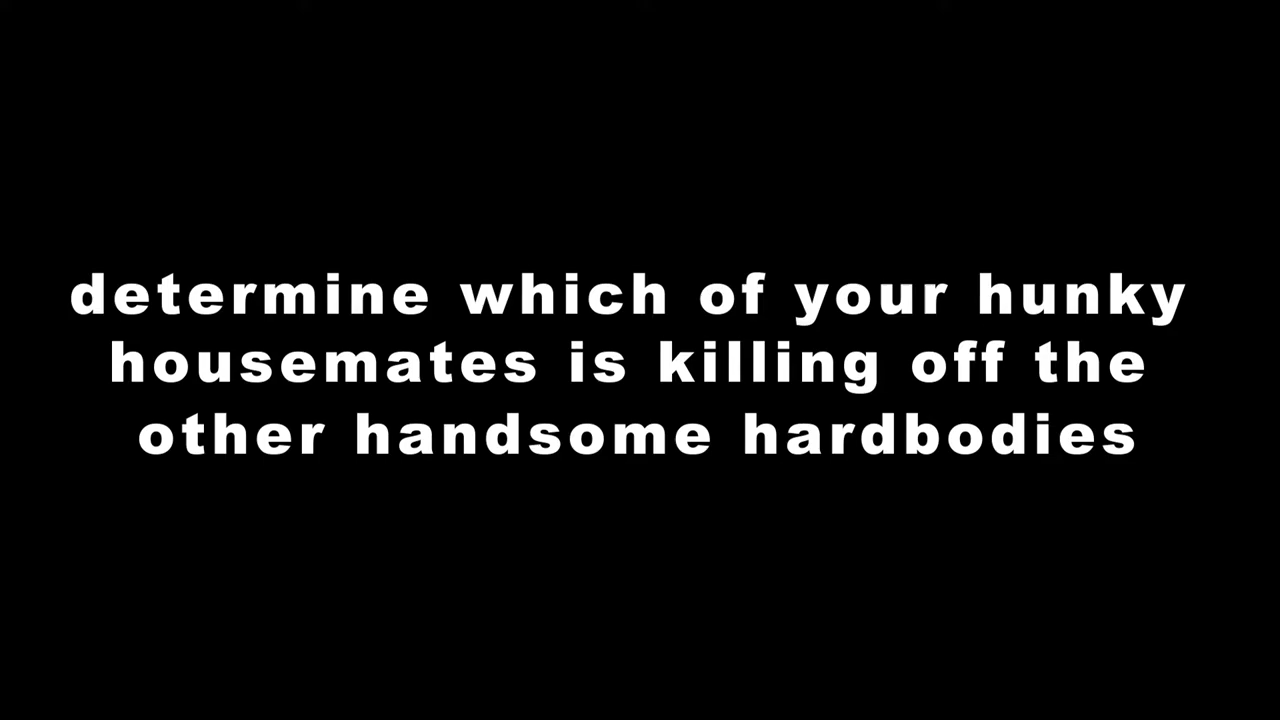 determine which of your hunky
housemates is killing off the
other handsome hardbodies